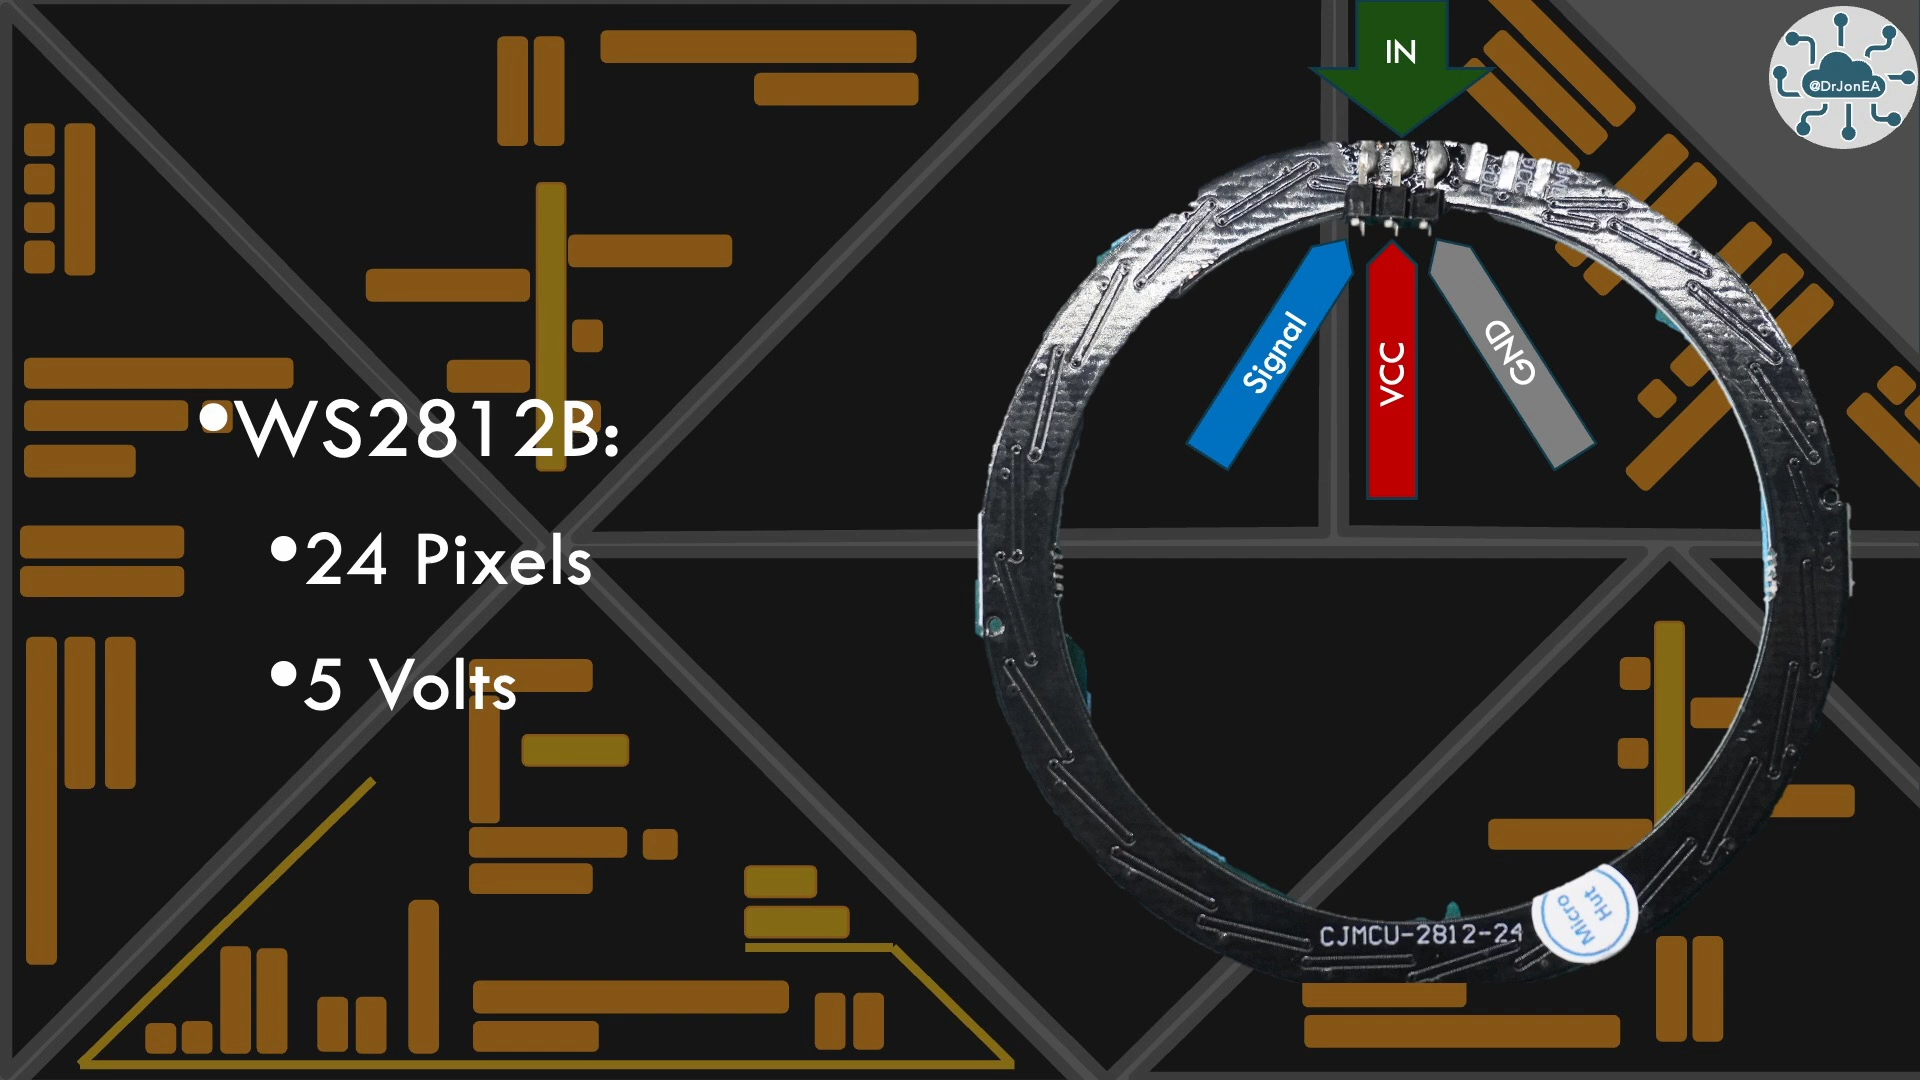 IN
@DrJonEA
Signal
VCC
GND
•WS2812B:
•24 Pixels
•5 Volts
CJMCU-2812-24
Micro
Hut